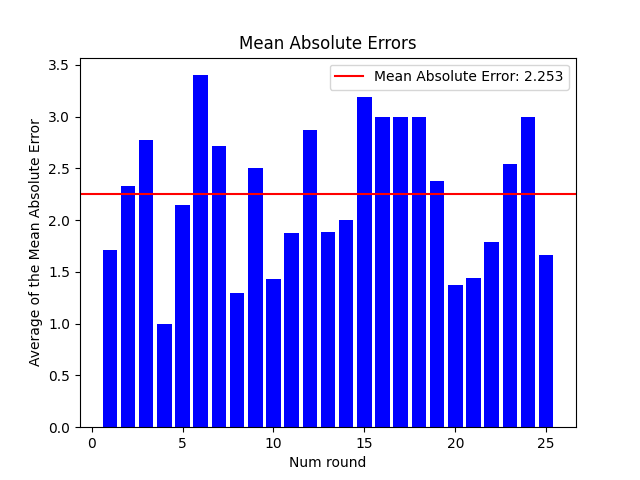 Mean Absolute Errors
Mean Absolute Error: 2.253
Average of the Mean Absolute Error
3.5
3.0
2.5
2.0
1.5
1.0
0.5
0.0
0 5 10 15 20 25
Num round